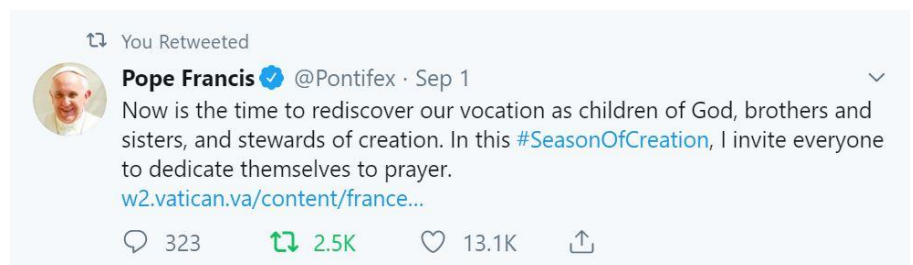 You Retweeted
Pope Francis @Pontifex · Sep 1
Now is the time to rediscover our vocation as children of God, brothers and
sisters, and stewards of creation. In this #SeasonOfCreation, I invite everyone
to dedicate themselves to prayer.
w2.vatican.va/content/france...
323 2.5K 13.1K